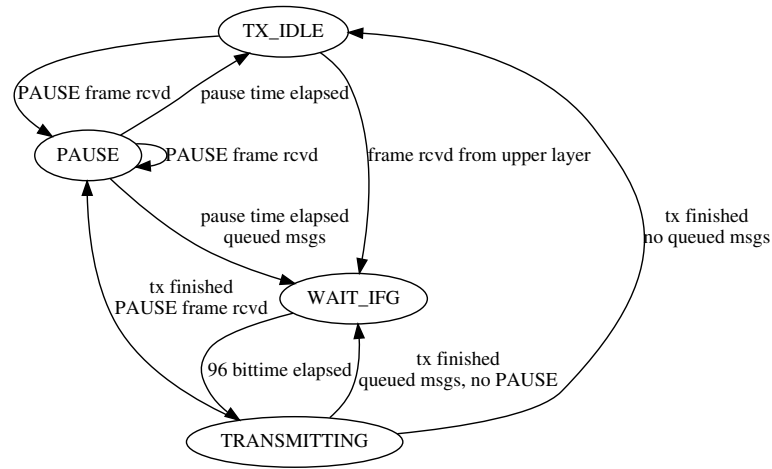 TX_IDLE
PAUSE frame rcvd
pause time elapsed
PAUSE
PAUSE frame rcvd
frame rcvd from upper layer
pause time elapsed
queued msgs
tx finished
no queued msgs
tx finished
PAUSE frame rcvd
WAIT_IFG
96 bittime elapsed
tx finished
queued msgs, no PAUSE
TRANSMITTING